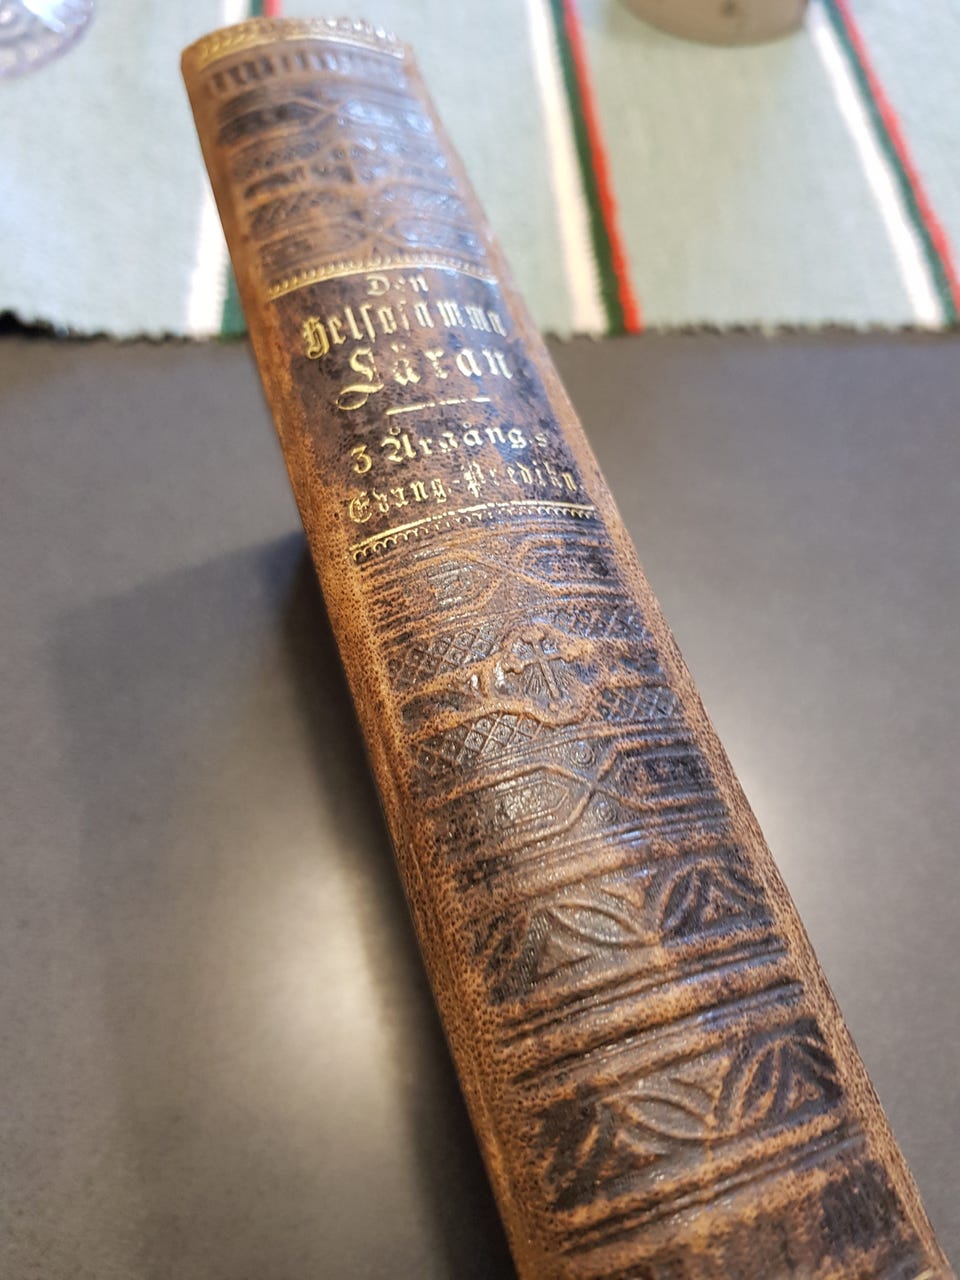 Den
Helsosamma
Läran
3 Årgångs
Evang. Predikn.